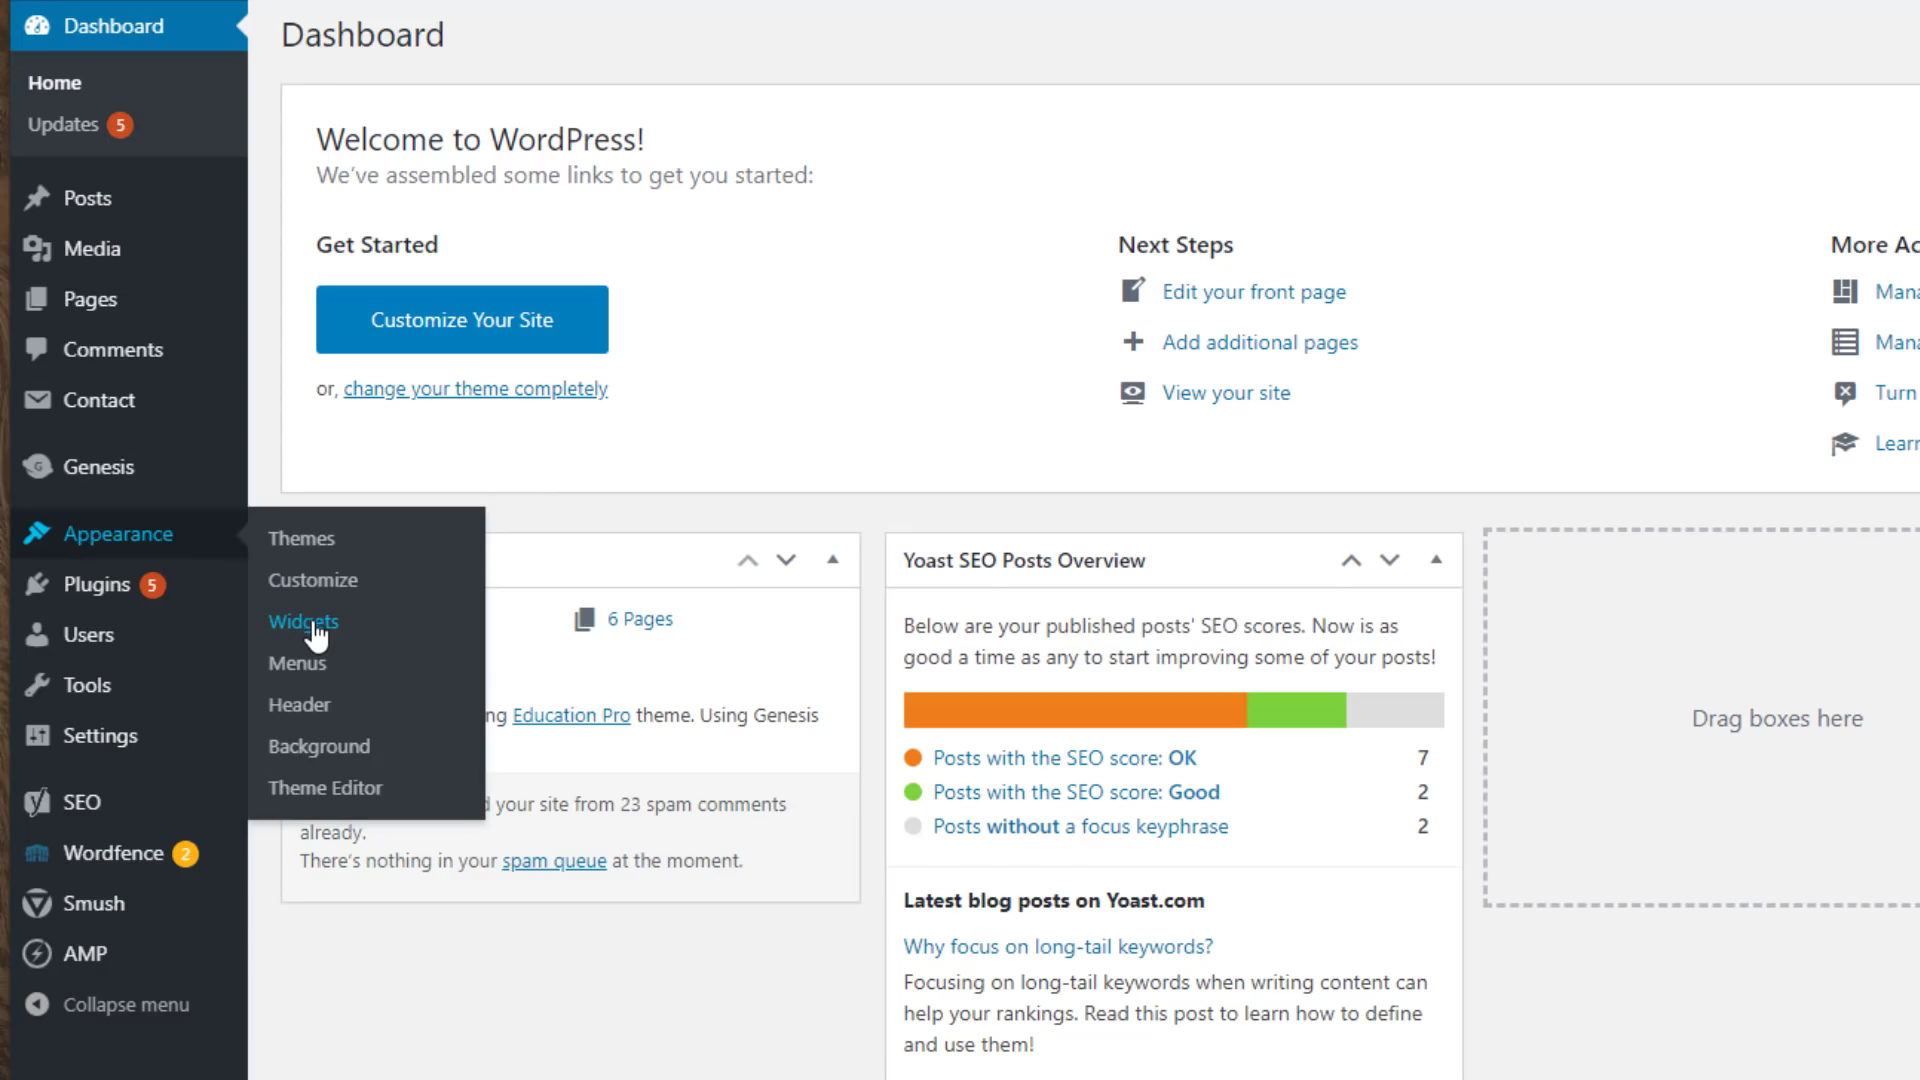 Dashboard
Home
Updates 5
Posts
Media
Pages
Comments
Contact
Genesis
Appearance
Plugins 5
Users
Tools
Settings
SEO
Wordfence 2
Smush
AMP
Collapse menu
Themes
Customize
Widgets
Menus
Header
Background
Theme Editor
Dashboard
Welcome to WordPress!
We've assembled some links to get you started:
Get Started
Customize Your Site
or, change your theme completely
Next Steps
Edit your front page
Add additional pages
View your site
More Ac
Mana
Mana
Turn
Learn
6 Pages
ng Education Pro theme. Using Genesis
d your site from 23 spam comments
already.
There's nothing in your spam queue at the moment.
Yoast SEO Posts Overview
Below are your published posts' SEO scores. Now is as
good a time as any to start improving some of your posts!
Posts with the SEO score: OK 7
Posts with the SEO score: Good 2
Posts without a focus keyphrase 2
Latest blog posts on Yoast.com
Why focus on long-tail keywords?
Focusing on long-tail keywords when writing content can
help your rankings. Read this post to learn how to define
and use them!
Drag boxes here